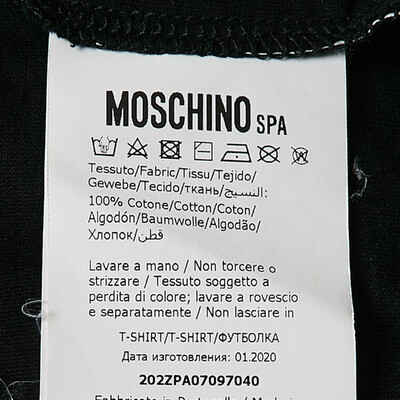 MOSCHINO SPA
Tessuto/Fabric/Tissu/Tejido/
Gewebe/Tecido/ткань/النسيج:
100% Cotone/Cotton/Coton/
Algodón/Baumwolle/Algodão/
Хлопок/قطن
Lavare a mano / Non torcere o
strizzare / Tessuto soggetto a
perdita di colore; lavare a rovescio
e separatamente / Non lasciare in
T-SHIRT/T-SHIRT/ФУТБОЛКА
Дата изготовления: 01.2020
202ZPA07097040